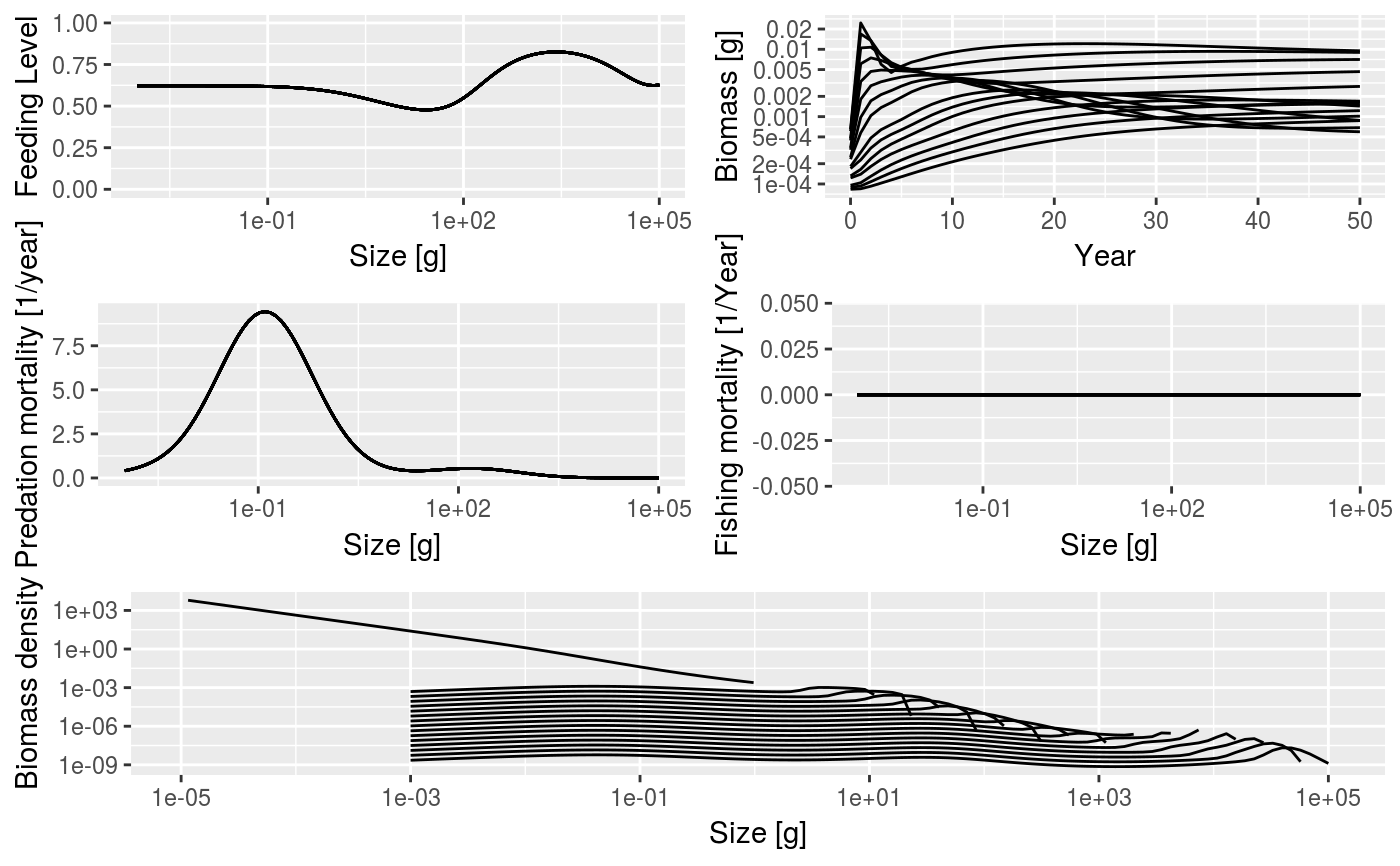 Feeding Level
1.00
0.75
0.50
0.25
0.00
1e-01 1e+02 1e+05
Size [g]
Biomass [g]
0.02
0.01
0.005
0.002
0.001
5e-04
2e-04
1e-04
0 10 20 30 40 50
Year
Predation mortality [1/year]
7.5
5.0
2.5
0.0
1e-01 1e+02 1e+05
Size [g]
Fishing mortality [1/Year]
0.050
0.025
0.000
-0.025
-0.050
1e-01 1e+02 1e+05
Size [g]
Biomass density
1e+03
1e+00
1e-03
1e-06
1e-09
1e-05 1e-03 1e-01 1e+01 1e+03 1e+05
Size [g]